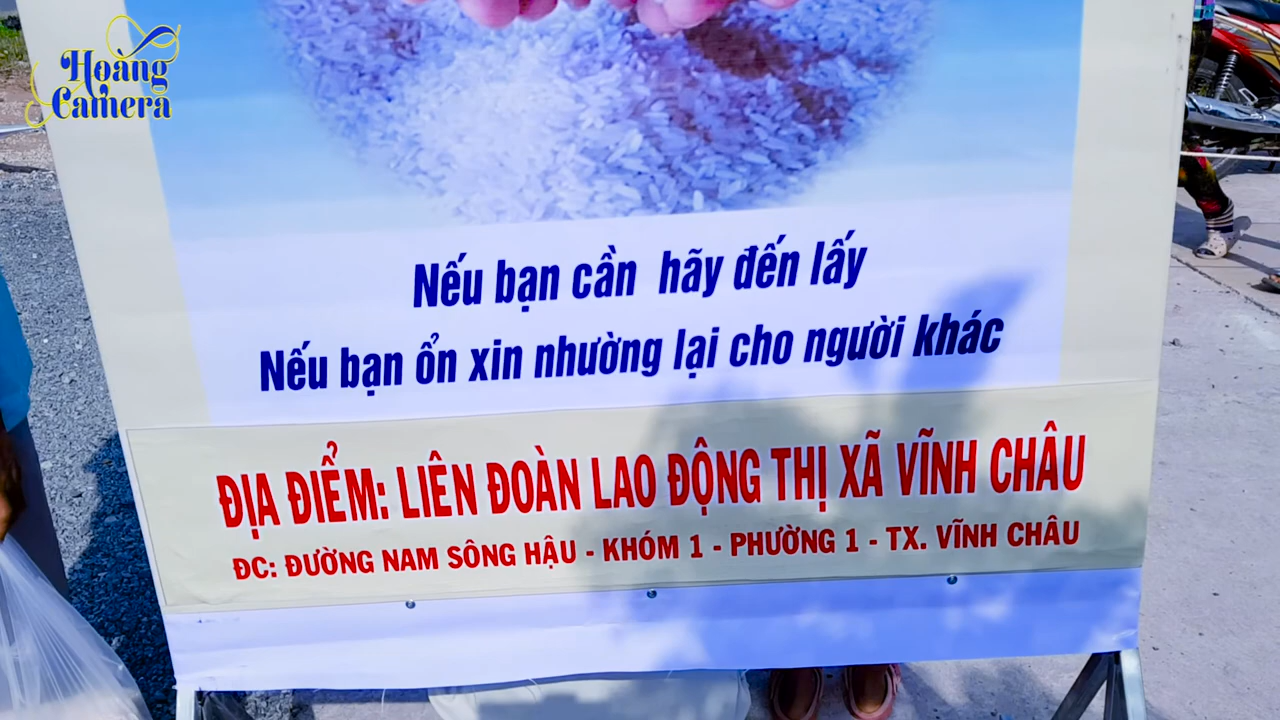 Hoàng
Camera
Nếu bạn cần hãy đến lấy
Nếu bạn ổn xin nhường lại cho người khác
ĐỊA ĐIỂM: LIÊN ĐOÀN LAO ĐỘNG THỊ XÃ VĨNH CHÂU
ĐC: ĐƯỜNG NAM SÔNG HẬU - KHÓM 1 - PHƯỜNG 1 - TX. VĨNH CHÂU